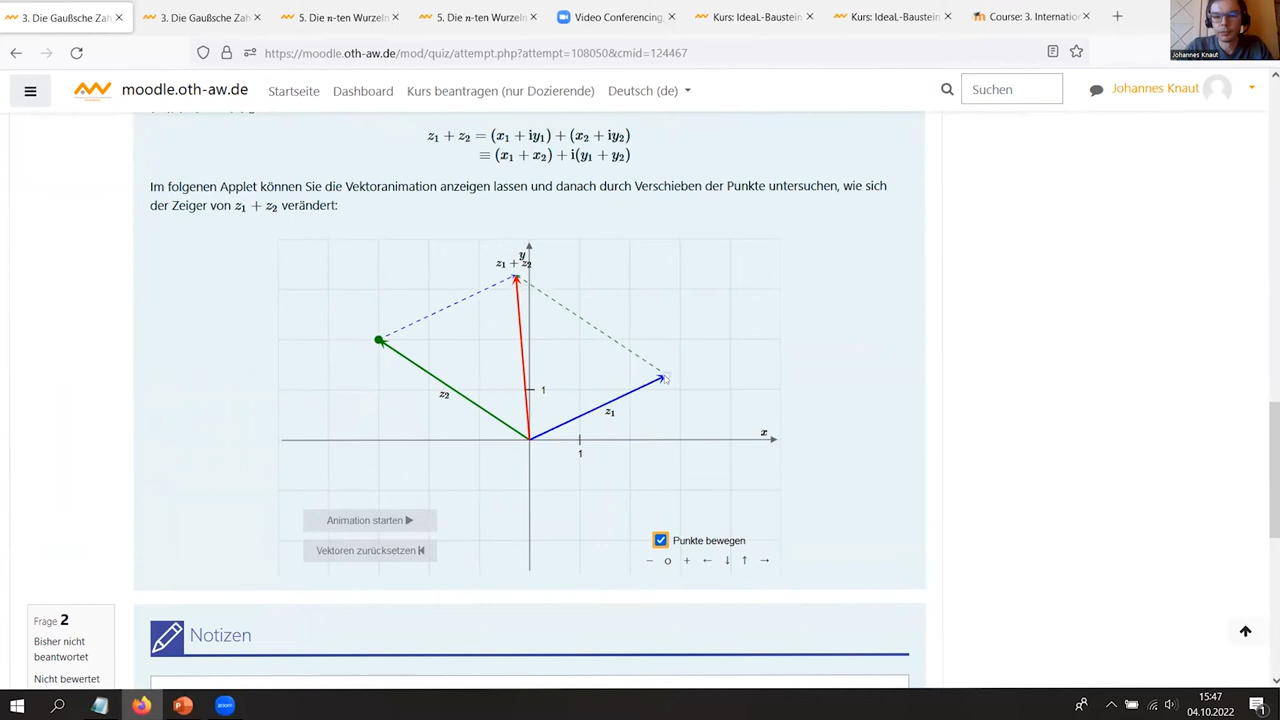 3. Die Gaußsche Zah
3. Die Gaußsche Zah
5. Die n-ten Wurzeln
5. Die n-ten Wurzeln
Video Conferencing,
Kurs: IdeaL-Baustein
Kurs: IdeaL-Baustein
Course: 3. Internatio
Johannes Knaut
https://moodle.oth-aw.de/mod/quiz/attempt.php?attempt=108050&cmid=124467
moodle.oth-aw.de
Startseite
Dashboard
Kurs beantragen (nur Dozierende)
Deutsch (de)
Suchen
Johannes Knaut
z₁ + z₂ = (x₁ + iy₁) + (x₂ + iy₂)
≡ (x₁ + x₂) + i(y₁ + y₂)
Im folgenen Applet können Sie die Vektoranimation anzeigen lassen und danach durch Verschieben der Punkte untersuchen, wie sich
der Zeiger von z₁ + z₂ verändert:
y
z₁ + z₂
1
z₂
z₁
x
1
Animation starten
Vektoren zurücksetzen
Punkte bewegen
− o + ← ↓ ↑ →
Frage 2
Bisher nicht
beantwortet
Nicht bewertet
Notizen
zoom
15:47
04.10.2022
1